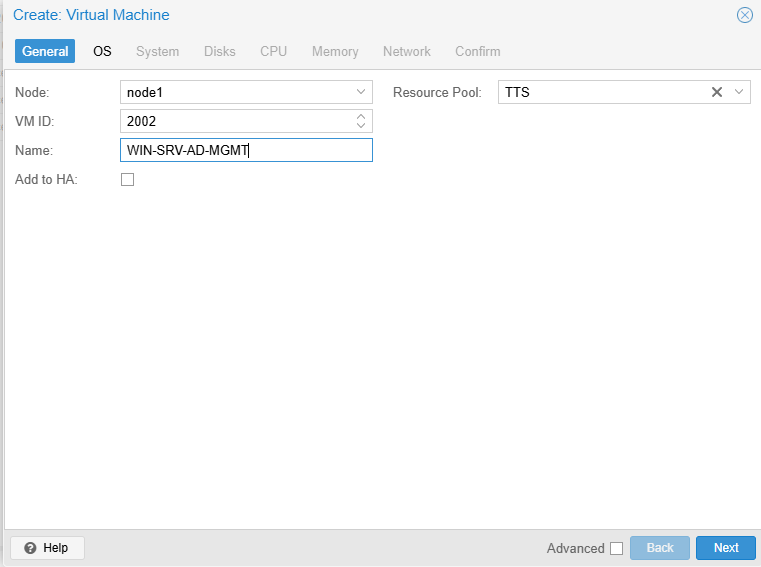 Create: Virtual Machine
General OS System Disks CPU Memory Network Confirm
Node: node1 Resource Pool: TTS
VM ID: 2002
Name: WIN-SRV-AD-MGMT
Add to HA:
Help Advanced Back Next